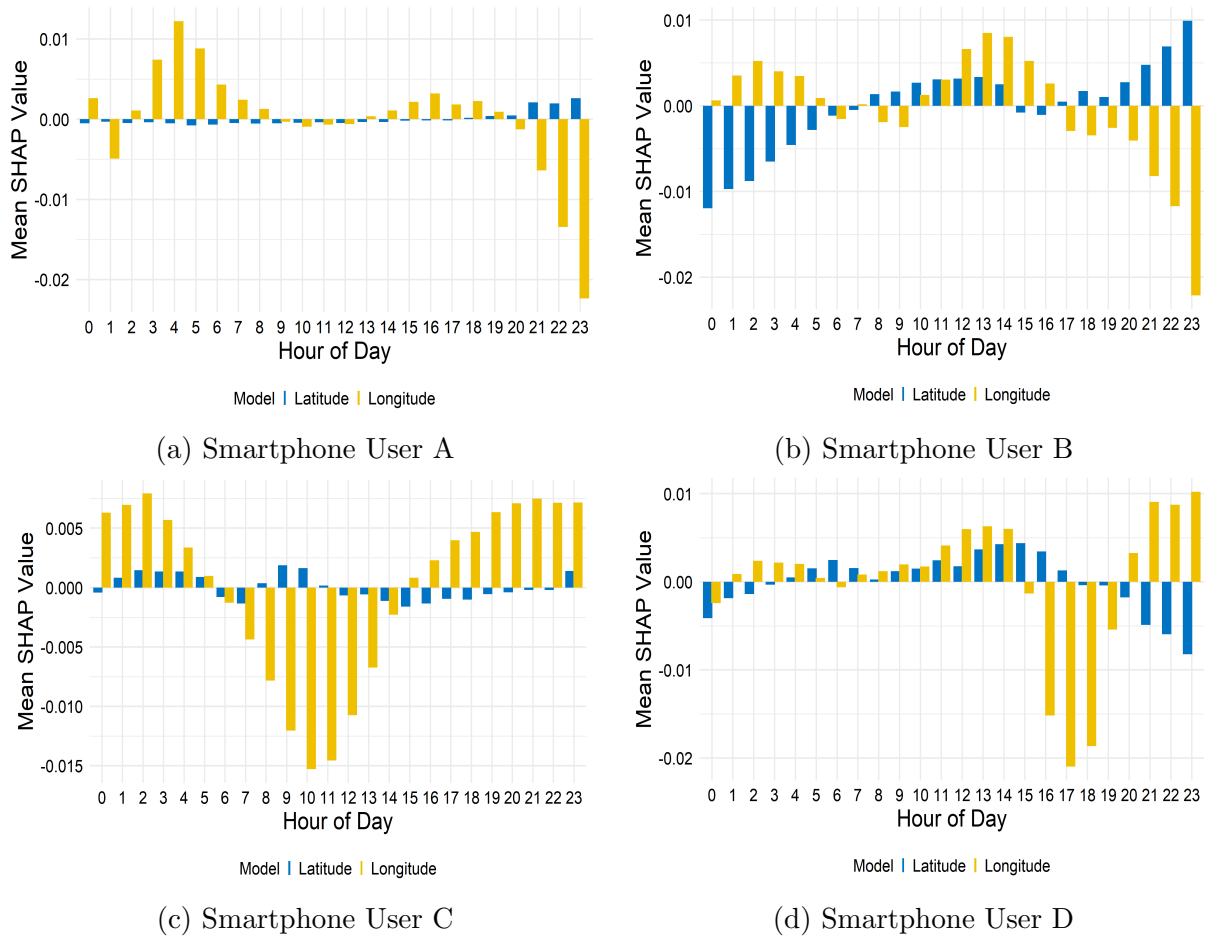 0.01
0.00
-0.01
-0.02
Mean SHAP Value
0 1 2 3 4 5 6 7 8 9 10 11 12 13 14 15 16 17 18 19 20 21 22 23
Hour of Day
Model Latitude Longitude
(a) Smartphone User A
0.01
0.00
-0.01
-0.02
Mean SHAP Value
0 1 2 3 4 5 6 7 8 9 10 11 12 13 14 15 16 17 18 19 20 21 22 23
Hour of Day
Model Latitude Longitude
(b) Smartphone User B
0.005
0.000
-0.005
-0.010
-0.015
Mean SHAP Value
0 1 2 3 4 5 6 7 8 9 10 11 12 13 14 15 16 17 18 19 20 21 22 23
Hour of Day
Model Latitude Longitude
(c) Smartphone User C
0.01
0.00
-0.01
-0.02
Mean SHAP Value
0 1 2 3 4 5 6 7 8 9 10 11 12 13 14 15 16 17 18 19 20 21 22 23
Hour of Day
Model Latitude Longitude
(d) Smartphone User D